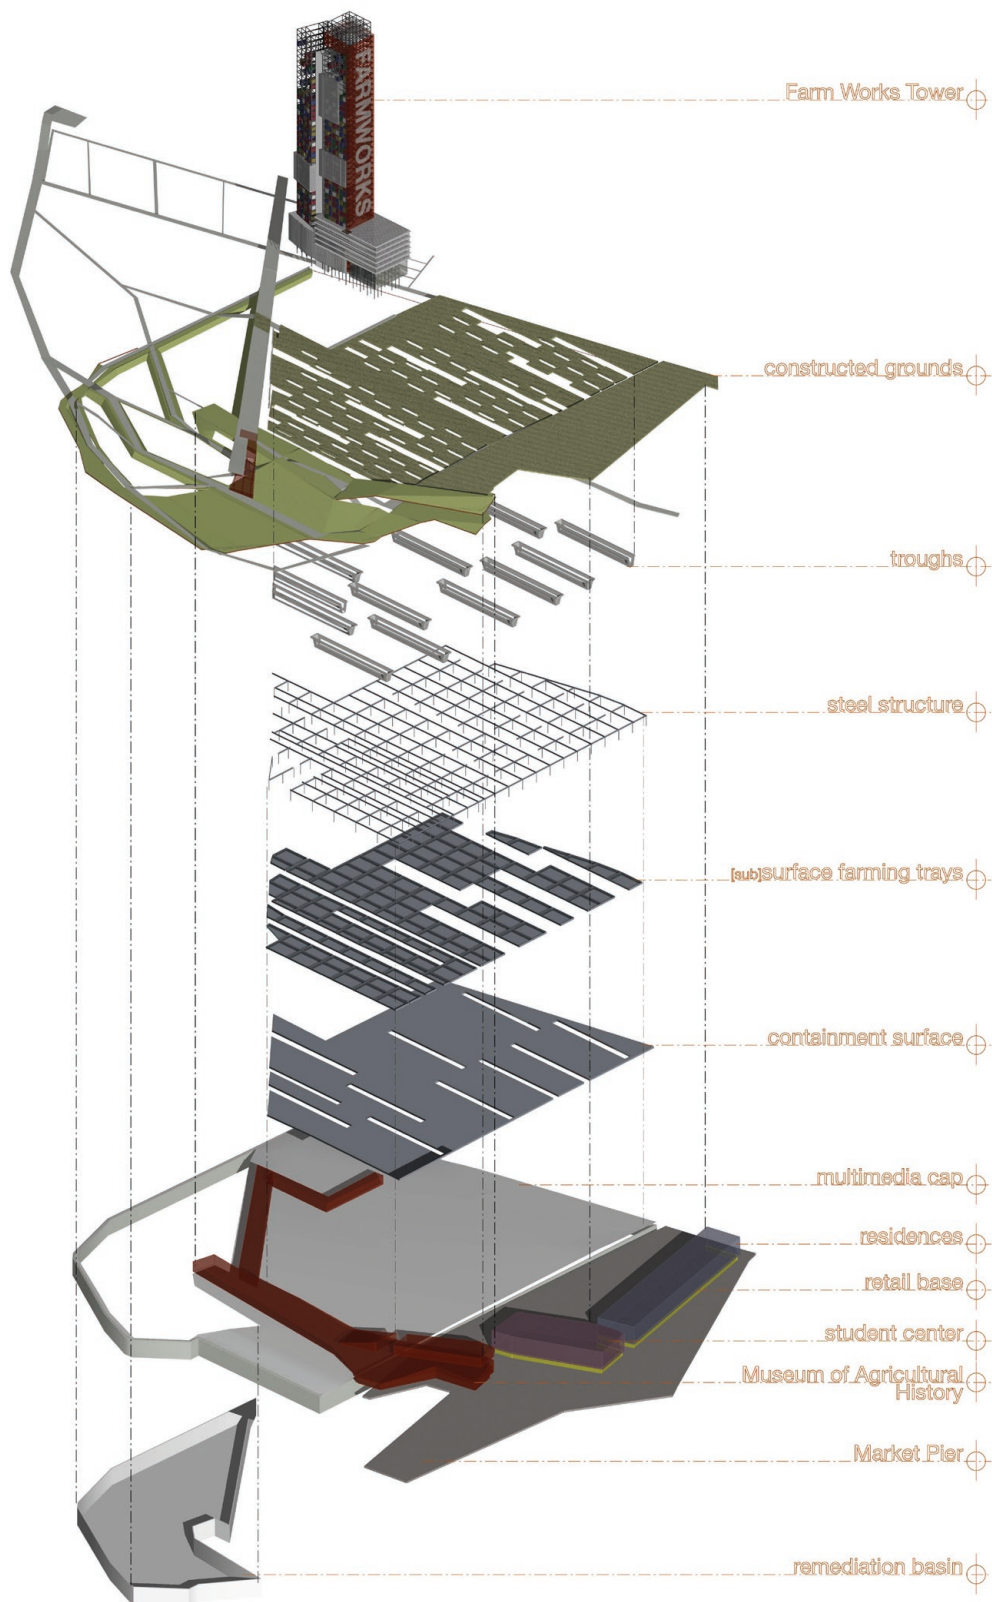 Farm Works Tower
FARMWORKS
constructed grounds
troughs
steel structure
[sub]surface farming trays
containment surface
multimedia cap
residences
retail base
student center
Museum of Agricultural
History
Market Pier
remediation basin